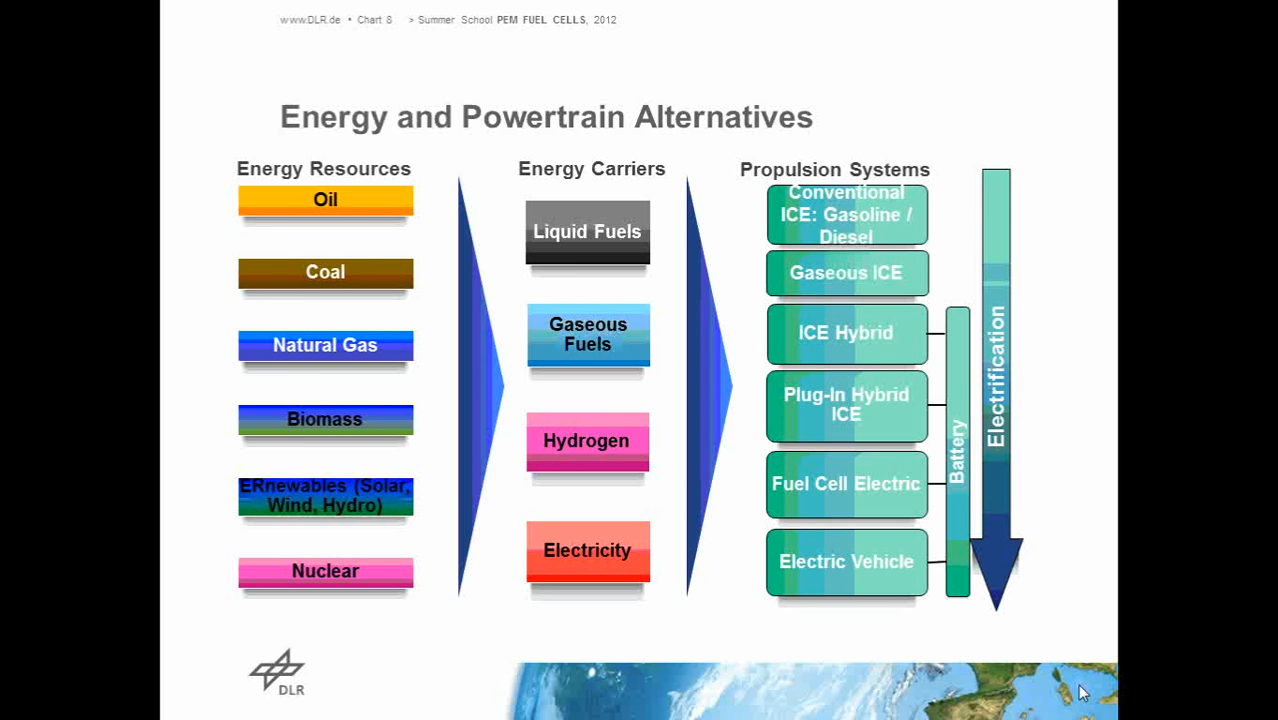 www.DLR.de • Chart 8 > Summer School PEM FUEL CELLS, 2012
Energy and Powertrain Alternatives
Energy Resources
Oil
Coal
Natural Gas
Biomass
ERnewables (Solar,
Wind, Hydro)
Nuclear
Energy Carriers
Liquid Fuels
Gaseous
Fuels
Hydrogen
Electricity
Propulsion Systems
Conventional
ICE: Gasoline /
Diesel
Gaseous ICE
ICE Hybrid
Plug-In Hybrid
ICE
Fuel Cell Electric
Electric Vehicle
Battery
Electrification
DLR